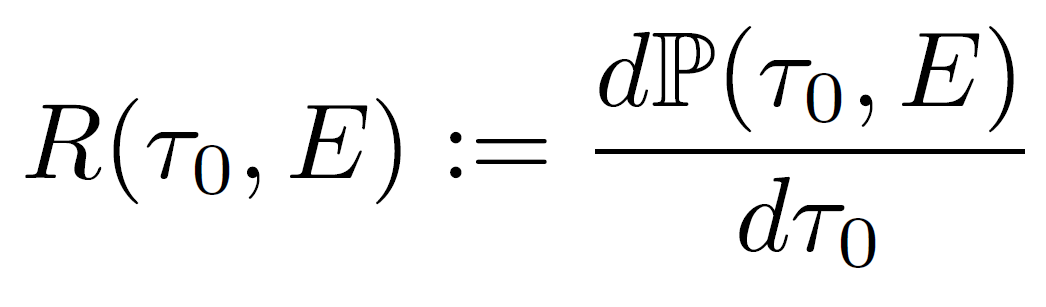 R(τ₀, E) := dℙ(τ₀, E) / dτ₀